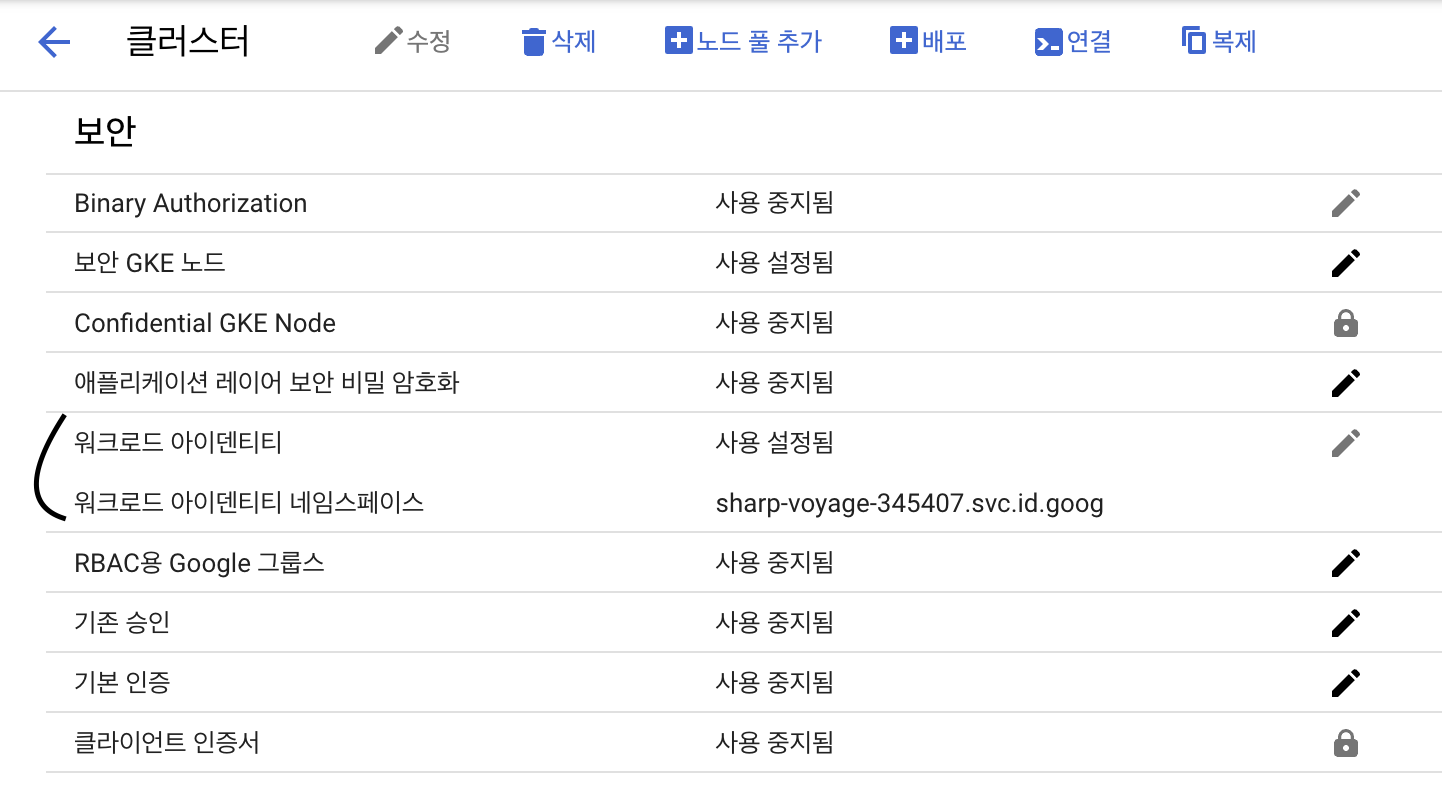 클러스터 수정 삭제 노드 풀 추가 배포 연결 복제
보안
Binary Authorization 사용 중지됨
보안 GKE 노드 사용 설정됨
Confidential GKE Node 사용 중지됨
애플리케이션 레이어 보안 비밀 암호화 사용 중지됨
워크로드 아이덴티티 사용 설정됨
워크로드 아이덴티티 네임스페이스 sharp-voyage-345407.svc.id.goog
RBAC용 Google 그룹스 사용 중지됨
기존 승인 사용 중지됨
기본 인증 사용 중지됨
클라이언트 인증서 사용 중지됨